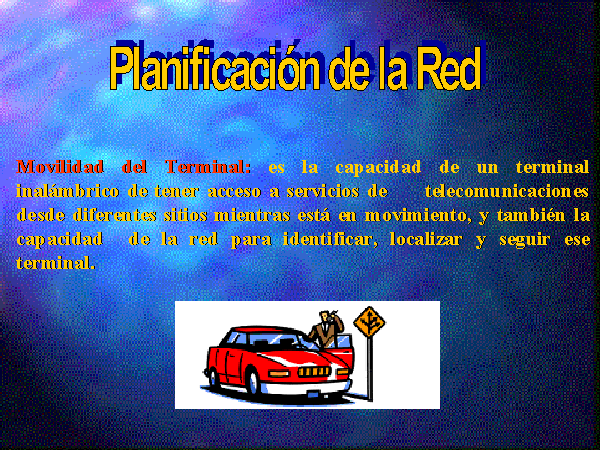 Planificación de la Red
Movilidad del Terminal: es la capacidad de un terminal
inalámbrico de tener acceso a servicios de telecomunicaciones
desde diferentes sitios mientras está en movimiento, y también la
capacidad de la red para identificar, localizar y seguir ese
terminal.